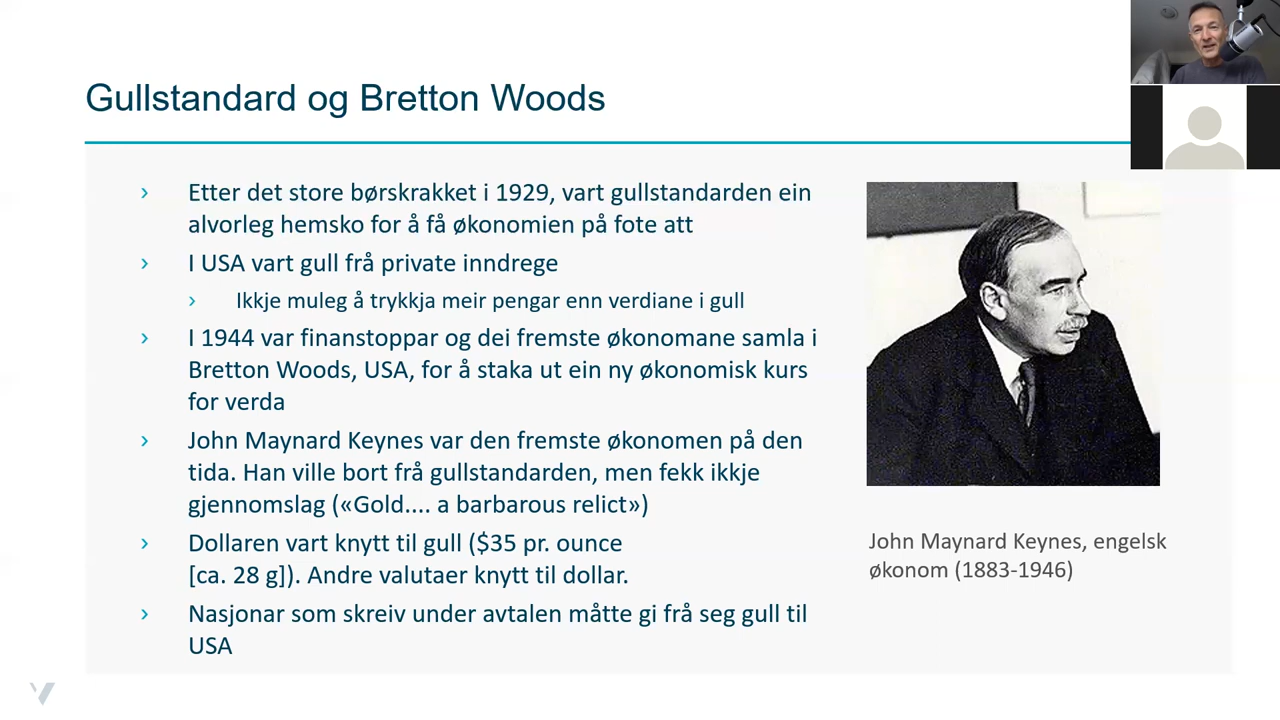 Gullstandard og Bretton Woods
Etter det store børskrakket i 1929, vart gullstandarden ein
alvorleg hemsko for å få økonomien på fote att
I USA vart gull frå private inndrege
Ikkje muleg å trykkja meir pengar enn verdiane i gull
I 1944 var finanstoppar og dei fremste økonomane samla i
Bretton Woods, USA, for å staka ut ein ny økonomisk kurs
for verda
John Maynard Keynes var den fremste økonomen på den
tida. Han ville bort frå gullstandarden, men fekk ikkje
gjennomslag («Gold.... a barbarous relict»)
Dollaren vart knytt til gull ($35 pr. ounce
[ca. 28 g]). Andre valutaer knytt til dollar.
Nasjonar som skreiv under avtalen måtte gi frå seg gull til
USA
John Maynard Keynes, engelsk
økonom (1883-1946)